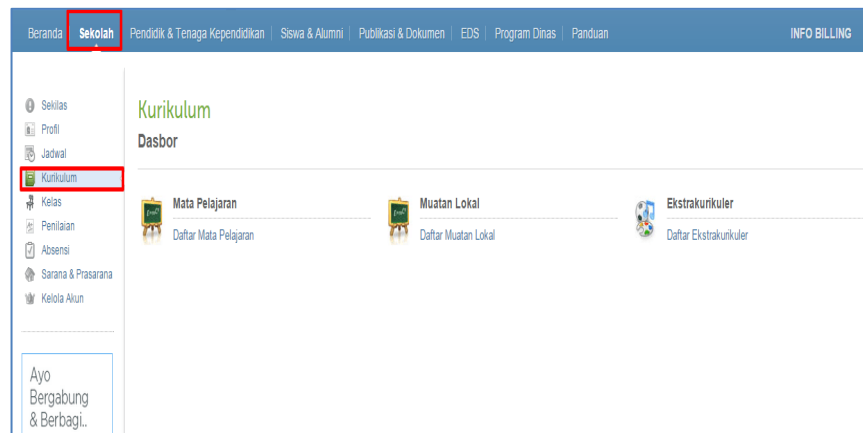 Beranda Sekolah Pendidik & Tenaga Kependidikan Siswa & Alumni Publikasi & Dokumen EDS Program Dinas Panduan INFO BILLING
Sekilas
Profil
Jadwal
Kurikulum
Kelas
Penilaian
Absensi
Sarana & Prasarana
Kelola Akun
Ayo
Bergabung
& Berbagi..
Kurikulum
Dasbor
Mata Pelajaran
Daftar Mata Pelajaran
Muatan Lokal
Daftar Muatan Lokal
Ekstrakurikuler
Daftar Ekstrakurikuler